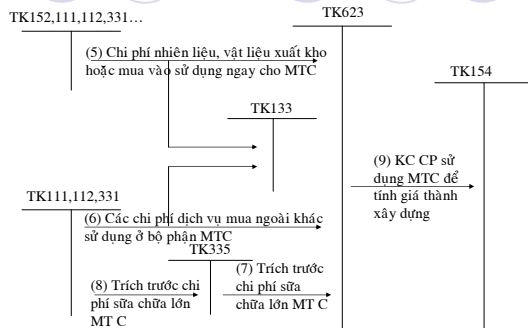 TK152,111,112,331…
TK623
(5) Chi phí nhiên liệu, vật liệu xuất kho
hoặc mua vào sử dụng ngay cho MTC
TK154
TK133
(9) KC CP sử
dụng MTC để
tính giá thành
xây dựng
TK111,112,331
(6) Các chi phí dịch vụ mua ngoài khác
sử dụng ở bộ phận MTC
TK335
(8) Trích trước chi
phí sữa chữa lớn
MT C
(7) Trích trước
chi phí sữa
chữa lớn MT C